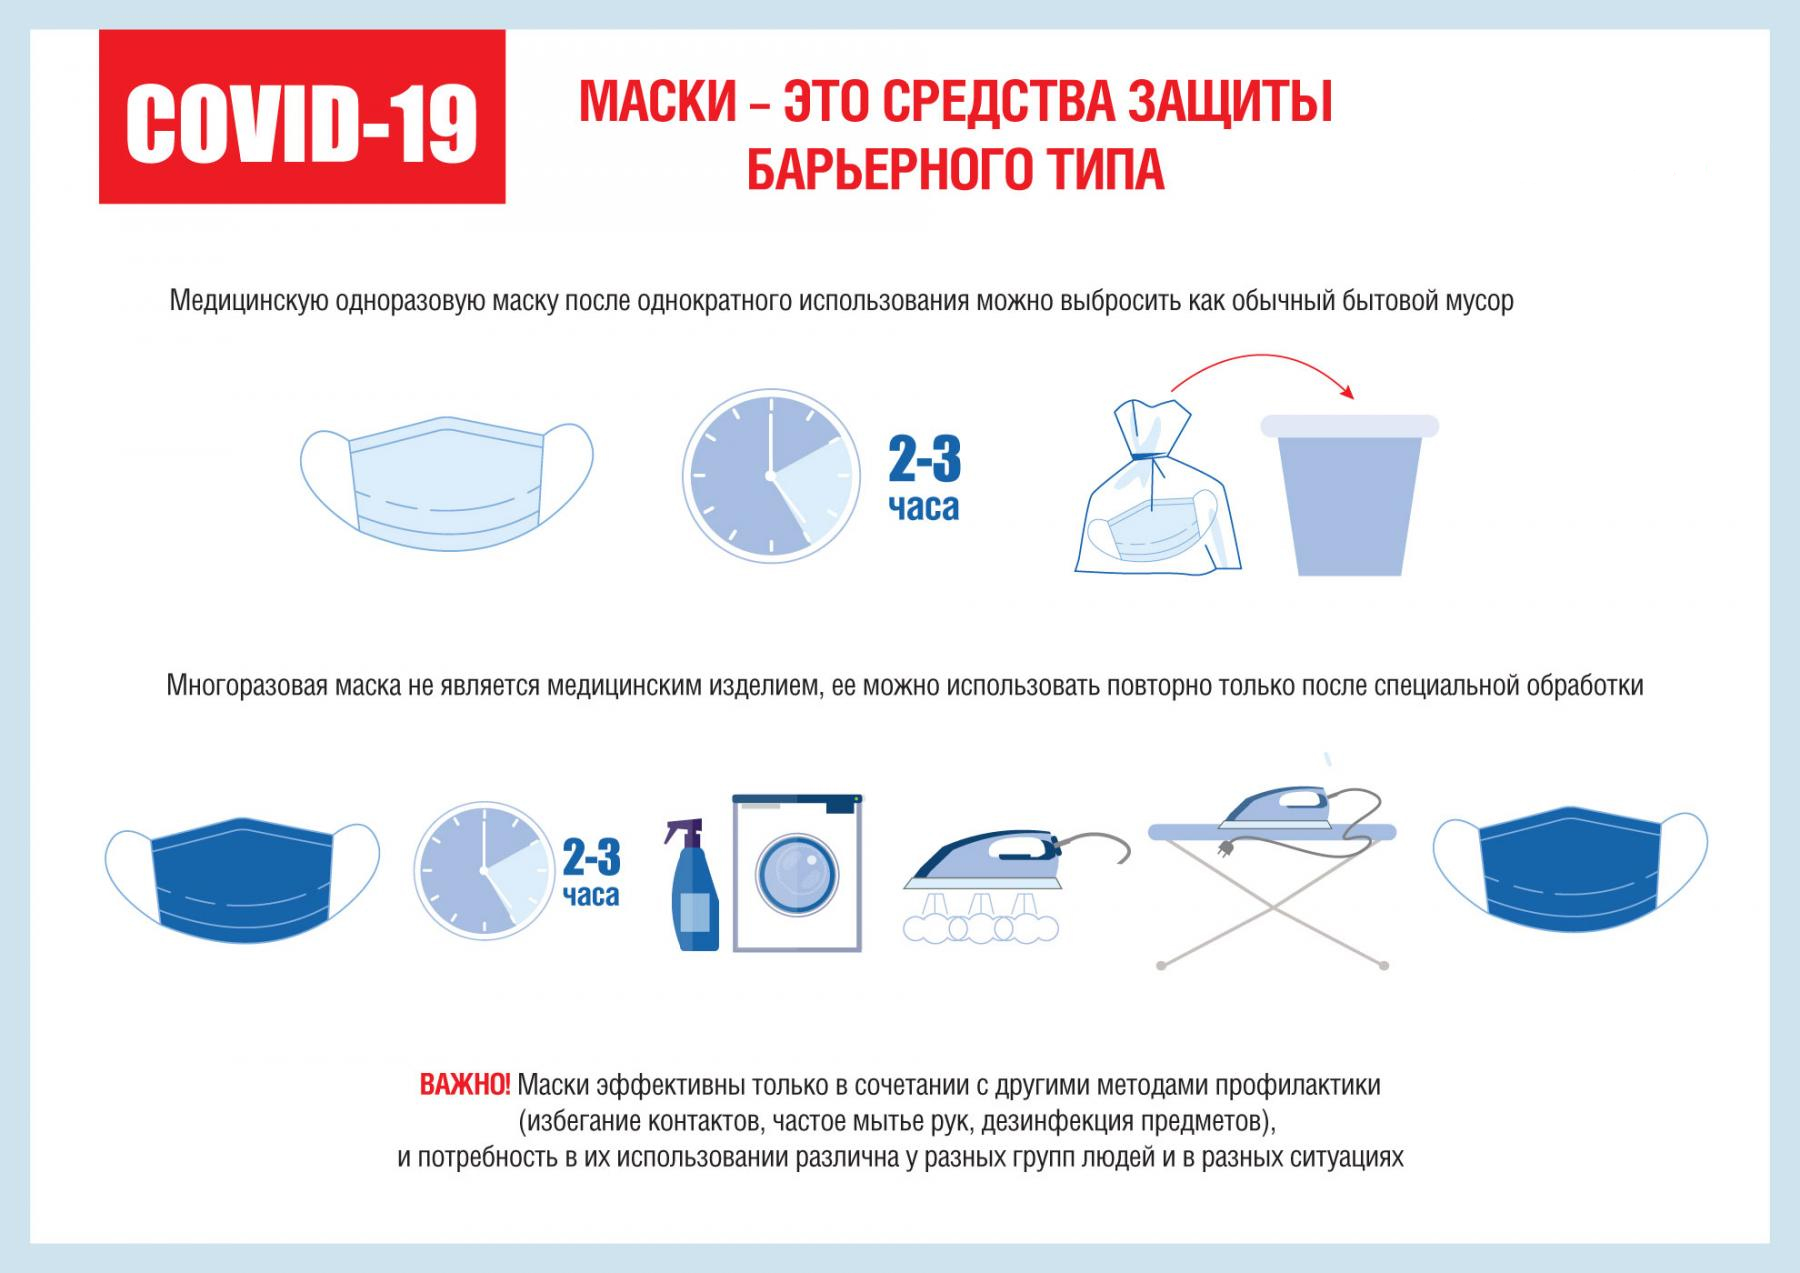 COVID-19
МАСКИ – ЭТО СРЕДСТВА ЗАЩИТЫ
БАРЬЕРНОГО ТИПА
Медицинскую одноразовую маску после однократного использования можно выбросить как обычный бытовой мусор
2-3
часа
Многоразовая маска не является медицинским изделием, ее можно использовать повторно только после специальной обработки
2-3
часа
ВАЖНО! Маски эффективны только в сочетании с другими методами профилактики
(избегание контактов, частое мытье рук, дезинфекция предметов),
и потребность в их использовании различна у разных групп людей и в разных ситуациях